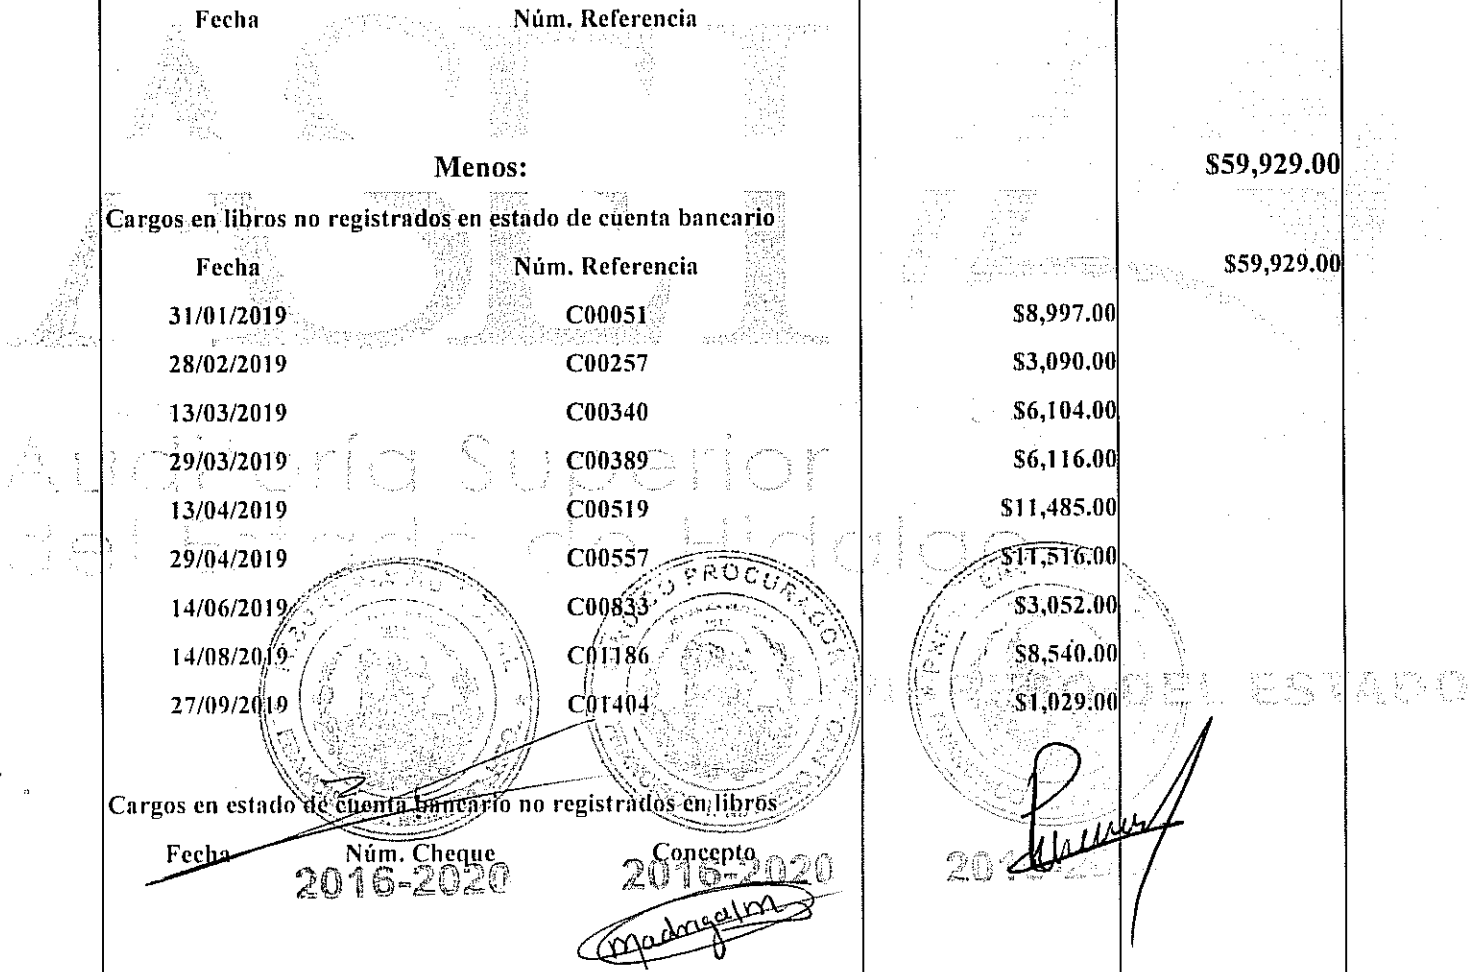 Fecha Núm. Referencia
Menos: $59,929.00
Cargos en libros no registrados en estado de cuenta bancario
Fecha Núm. Referencia $59,929.00
31/01/2019 C00051 $8,997.00
28/02/2019 C00257 $3,090.00
13/03/2019 C00340 $6,104.00
Auditoría Superior
29/03/2019 C00389 $6,116.00
13/04/2019 C00519 $11,485.00
del Estado de Hidalgo
29/04/2019 C00557 $11,516.00
14/06/2019 C00833 $3,052.00
14/08/2019 C01186 $8,540.00
DEL ESTADO
27/09/2019 C01404 $1,029.00
PROCURADOR
Cargos en estado de cuenta bancario no registrados en libros
Fecha Núm. Cheque Concepto
2016-2020 2016-2020
MadrigalM